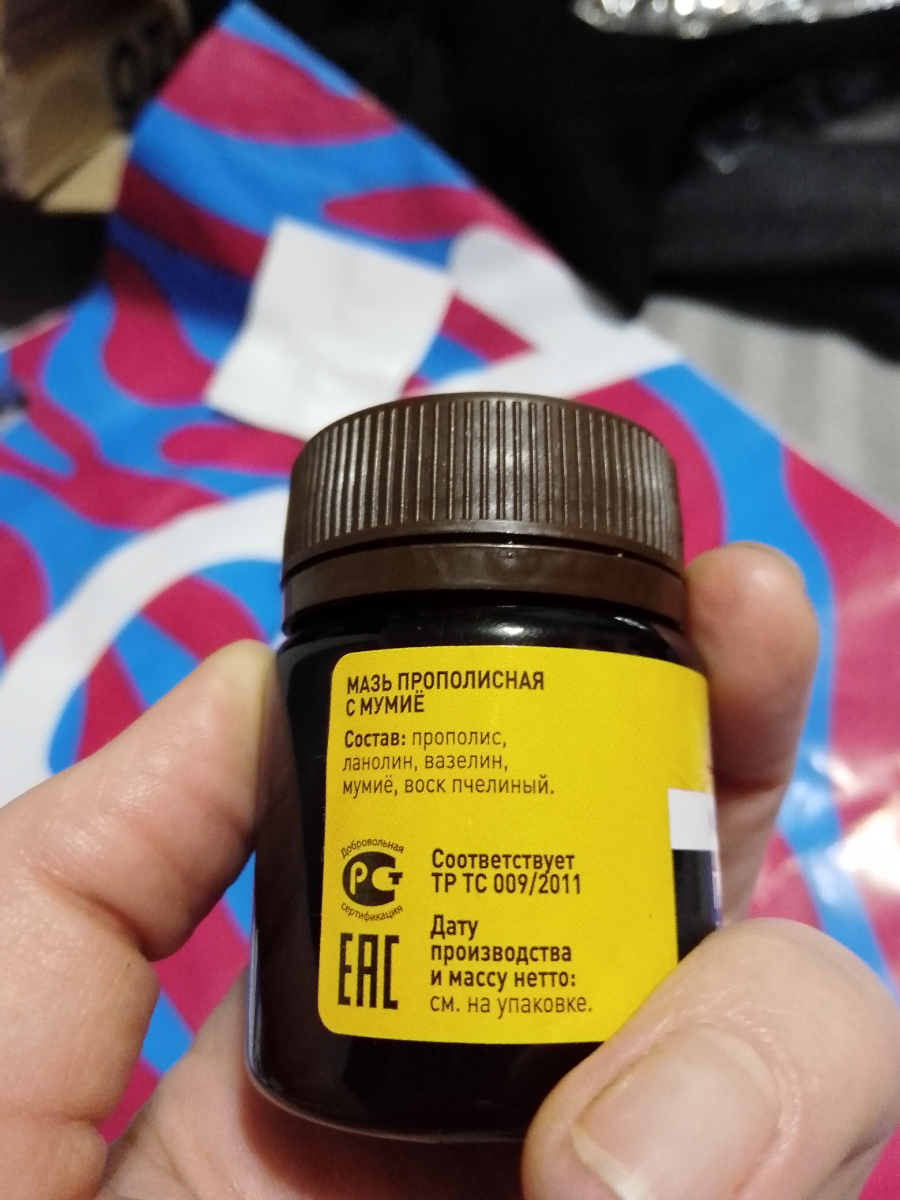 МАЗЬ ПРОПОЛИСНАЯ
С МУМИЁ
Состав: прополис,
ланолин, вазелин,
мумиё, воск пчелиный.
Добровольная
РСТ
сертификация
Соответствует
ТР ТС 009/2011
ЕАС
Дату
производства
и массу нетто:
см. на упаковке.